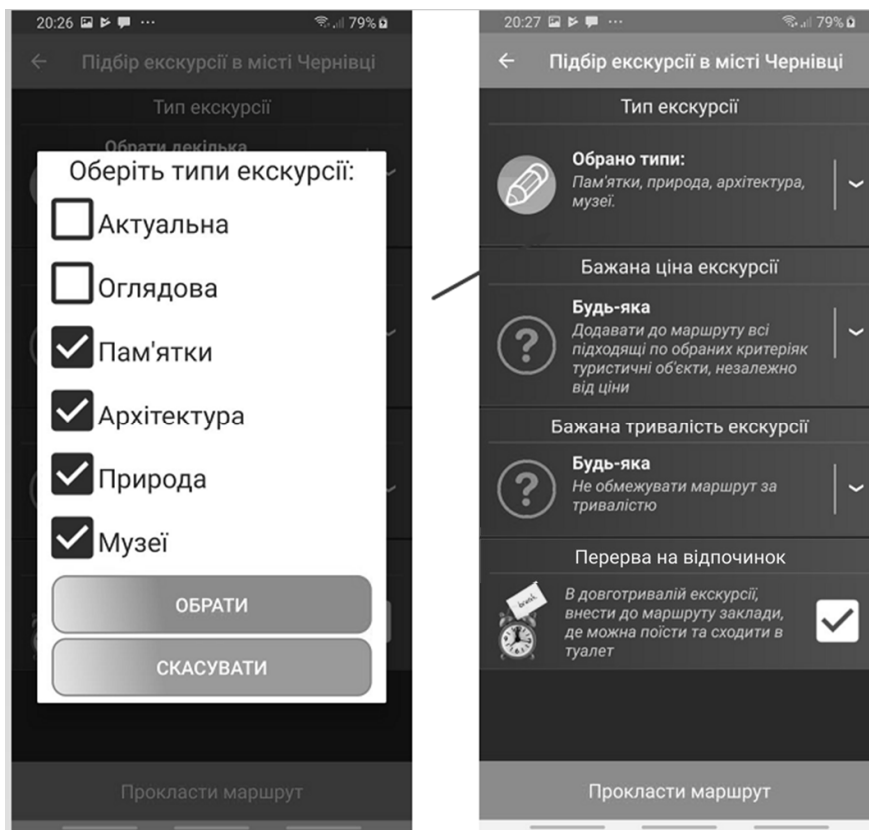 20:26 79%
Підбір екскурсії в місті Чернівці
Тип екскурсії
Обрати декілька
Оберіть типи екскурсії:
Актуальна
Оглядова
Пам'ятки
Архітектура
Природа
Музеї
ОБРАТИ
СКАСУВАТИ
Прокласти маршрут
20:27 79%
Підбір екскурсії в місті Чернівці
Тип екскурсії
Обрано типи:
Пам'ятки, природа, архітектура,
музеї.
Бажана ціна екскурсії
Будь-яка
Додавати до маршруту всі
підходящі по обраних критеріяк
туристичні об'єкти, незалежно
від ціни
Бажана тривалість екскурсії
Будь-яка
Не обмежувати маршрут за
тривалістю
Перерва на відпочинок
break
В довготривалій екскурсії,
внести до маршруту заклади,
де можна поїсти та сходити в
туалет
Прокласти маршрут